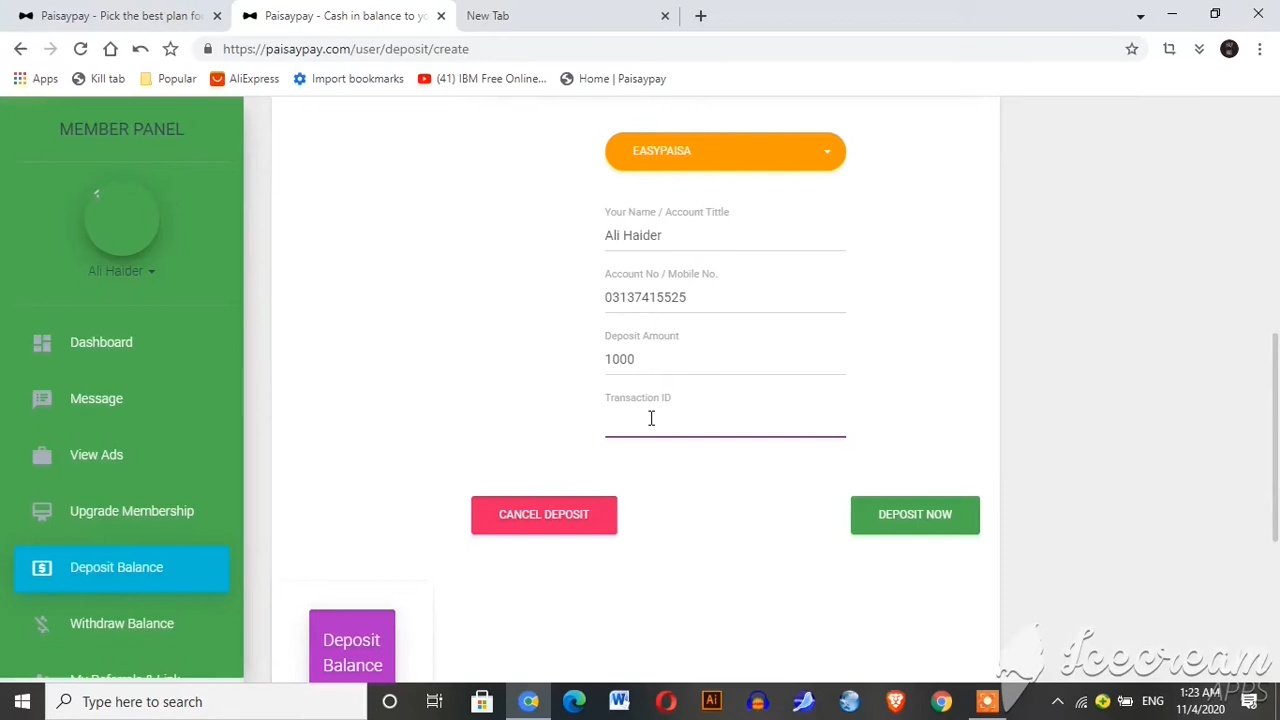 Paisaypay - Pick the best plan fo
Paisaypay - Cash in balance to yo
New Tab
https://paisaypay.com/user/deposit/create
Apps
Kill tab
Popular
AliExpress
Import bookmarks
(41) IBM Free Online...
Home | Paisaypay
MEMBER PANEL
Ali Haider
Dashboard
Message
View Ads
Upgrade Membership
Deposit Balance
Withdraw Balance
My Referrals & Link
EASYPAISA
Your Name / Account Tittle
Ali Haider
Account No / Mobile No.
03137415525
Deposit Amount
1000
Transaction ID
CANCEL DEPOSIT
DEPOSIT NOW
Deposit
Balance
Icecream
APPS
Type here to search
ENG
1:23 AM
11/4/2020